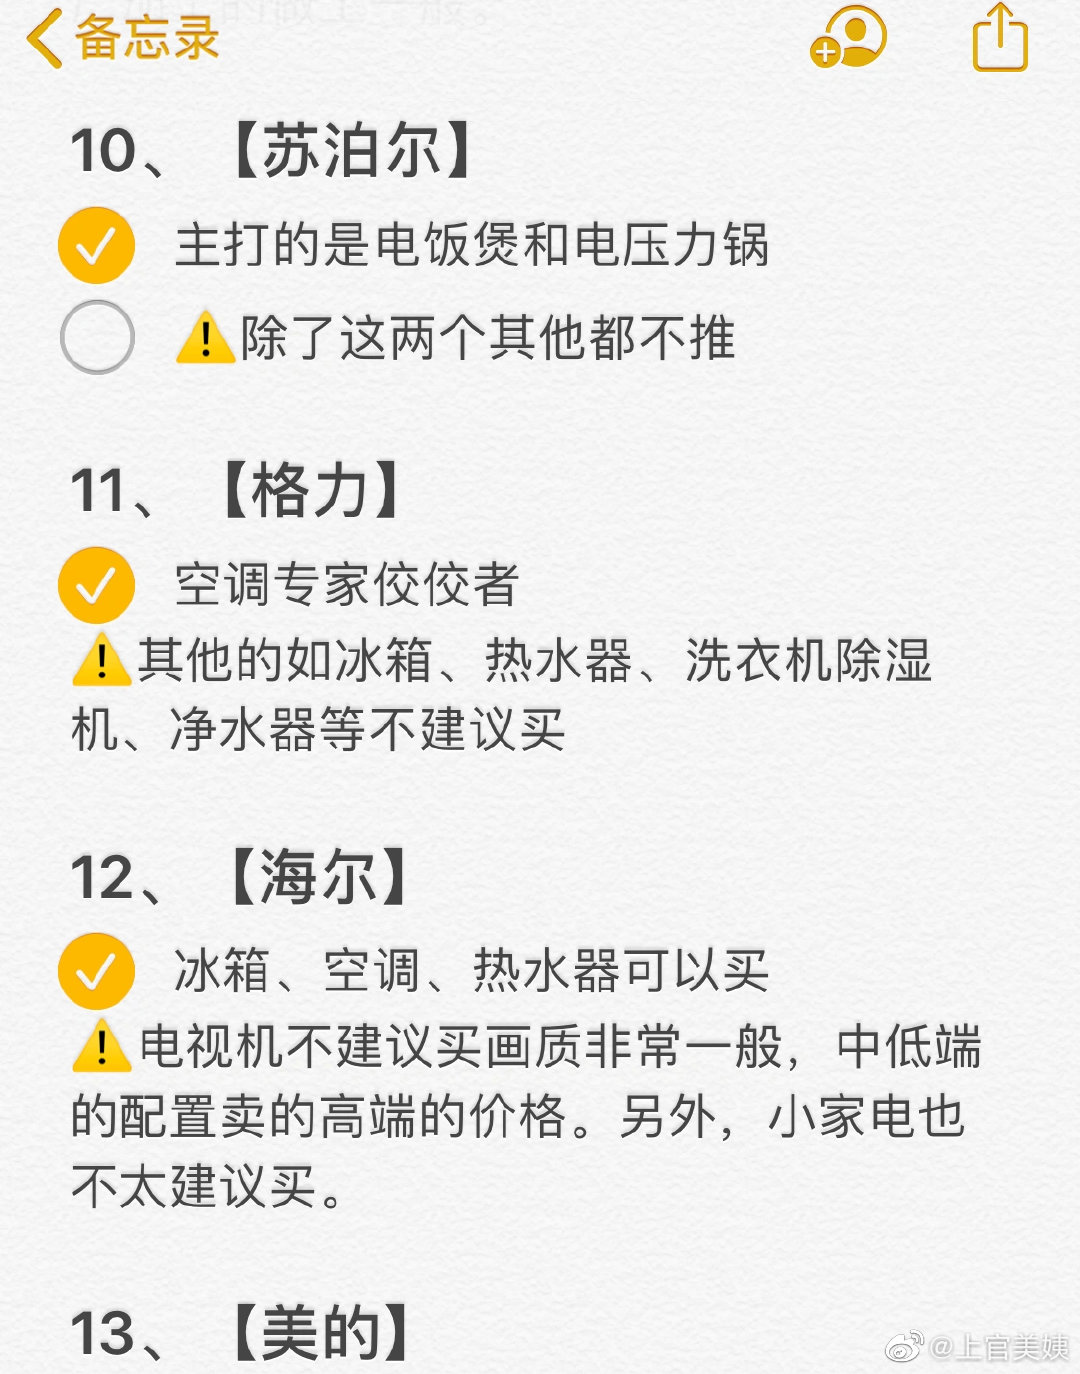 备忘录
10、【苏泊尔】
主打的是电饭煲和电压力锅
除了这两个其他都不推
11、【格力】
空调专家佼佼者
其他的如冰箱、热水器、洗衣机除湿
机、净水器等不建议买
12、【海尔】
冰箱、空调、热水器可以买
电视机不建议买画质非常一般，中低端
的配置卖的高端的价格。另外，小家电也
不太建议买。
13、【美的】
@上官美姨